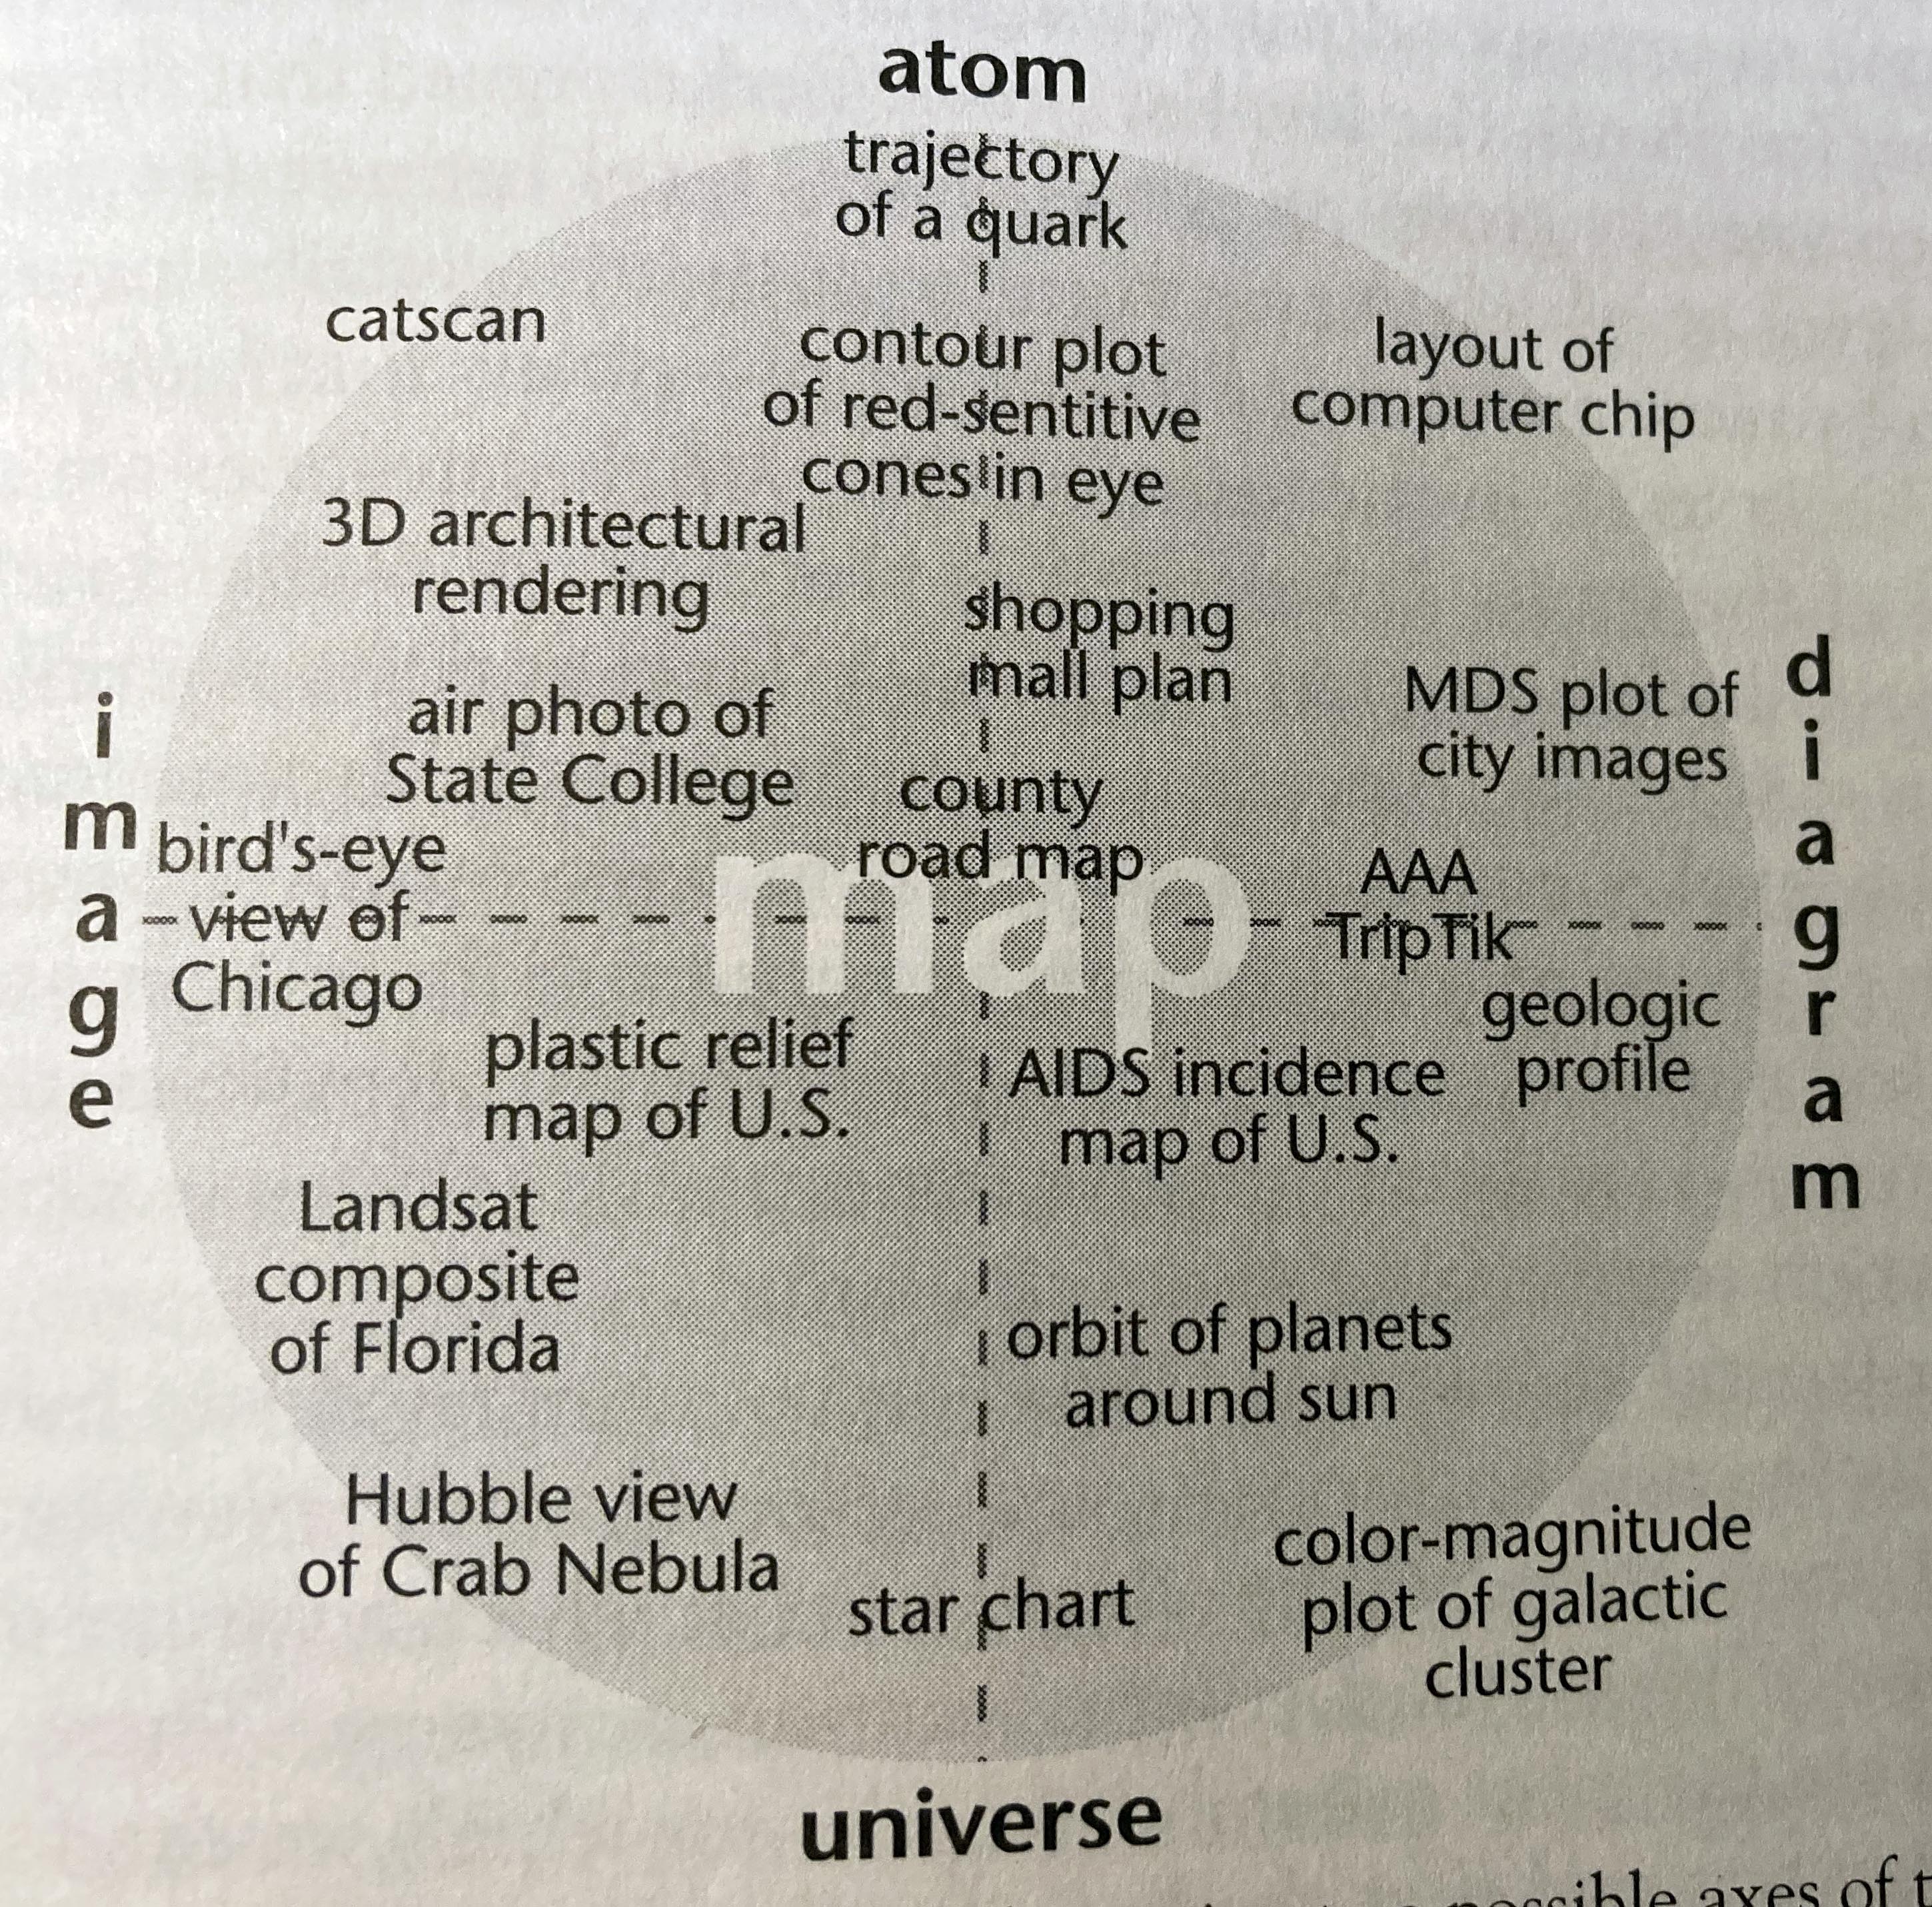 atom
trajectory
of a quark
catscan
contour plot
of red-sentitive
cones in eye
layout of
computer chip
3D architectural
rendering
shopping
mall plan
air photo of
State College
MDS plot of
city images
county
road map
image
diagram
bird's-eye
view of
Chicago
map
AAA
TripTik
geologic
profile
plastic relief
map of U.S.
AIDS incidence
map of U.S.
Landsat
composite
of Florida
orbit of planets
around sun
Hubble view
of Crab Nebula
star chart
color-magnitude
plot of galactic
cluster
universe
possible axes of